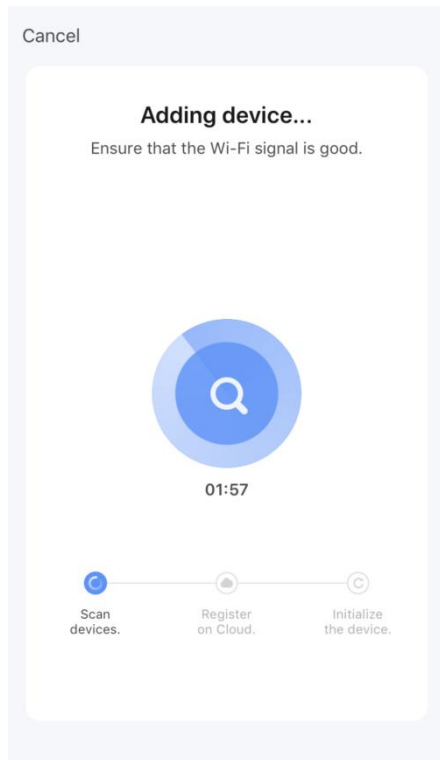 Cancel
Adding device...
Ensure that the Wi-Fi signal is good.
01:57
Scan
devices.
Register
on Cloud.
Initialize
the device.